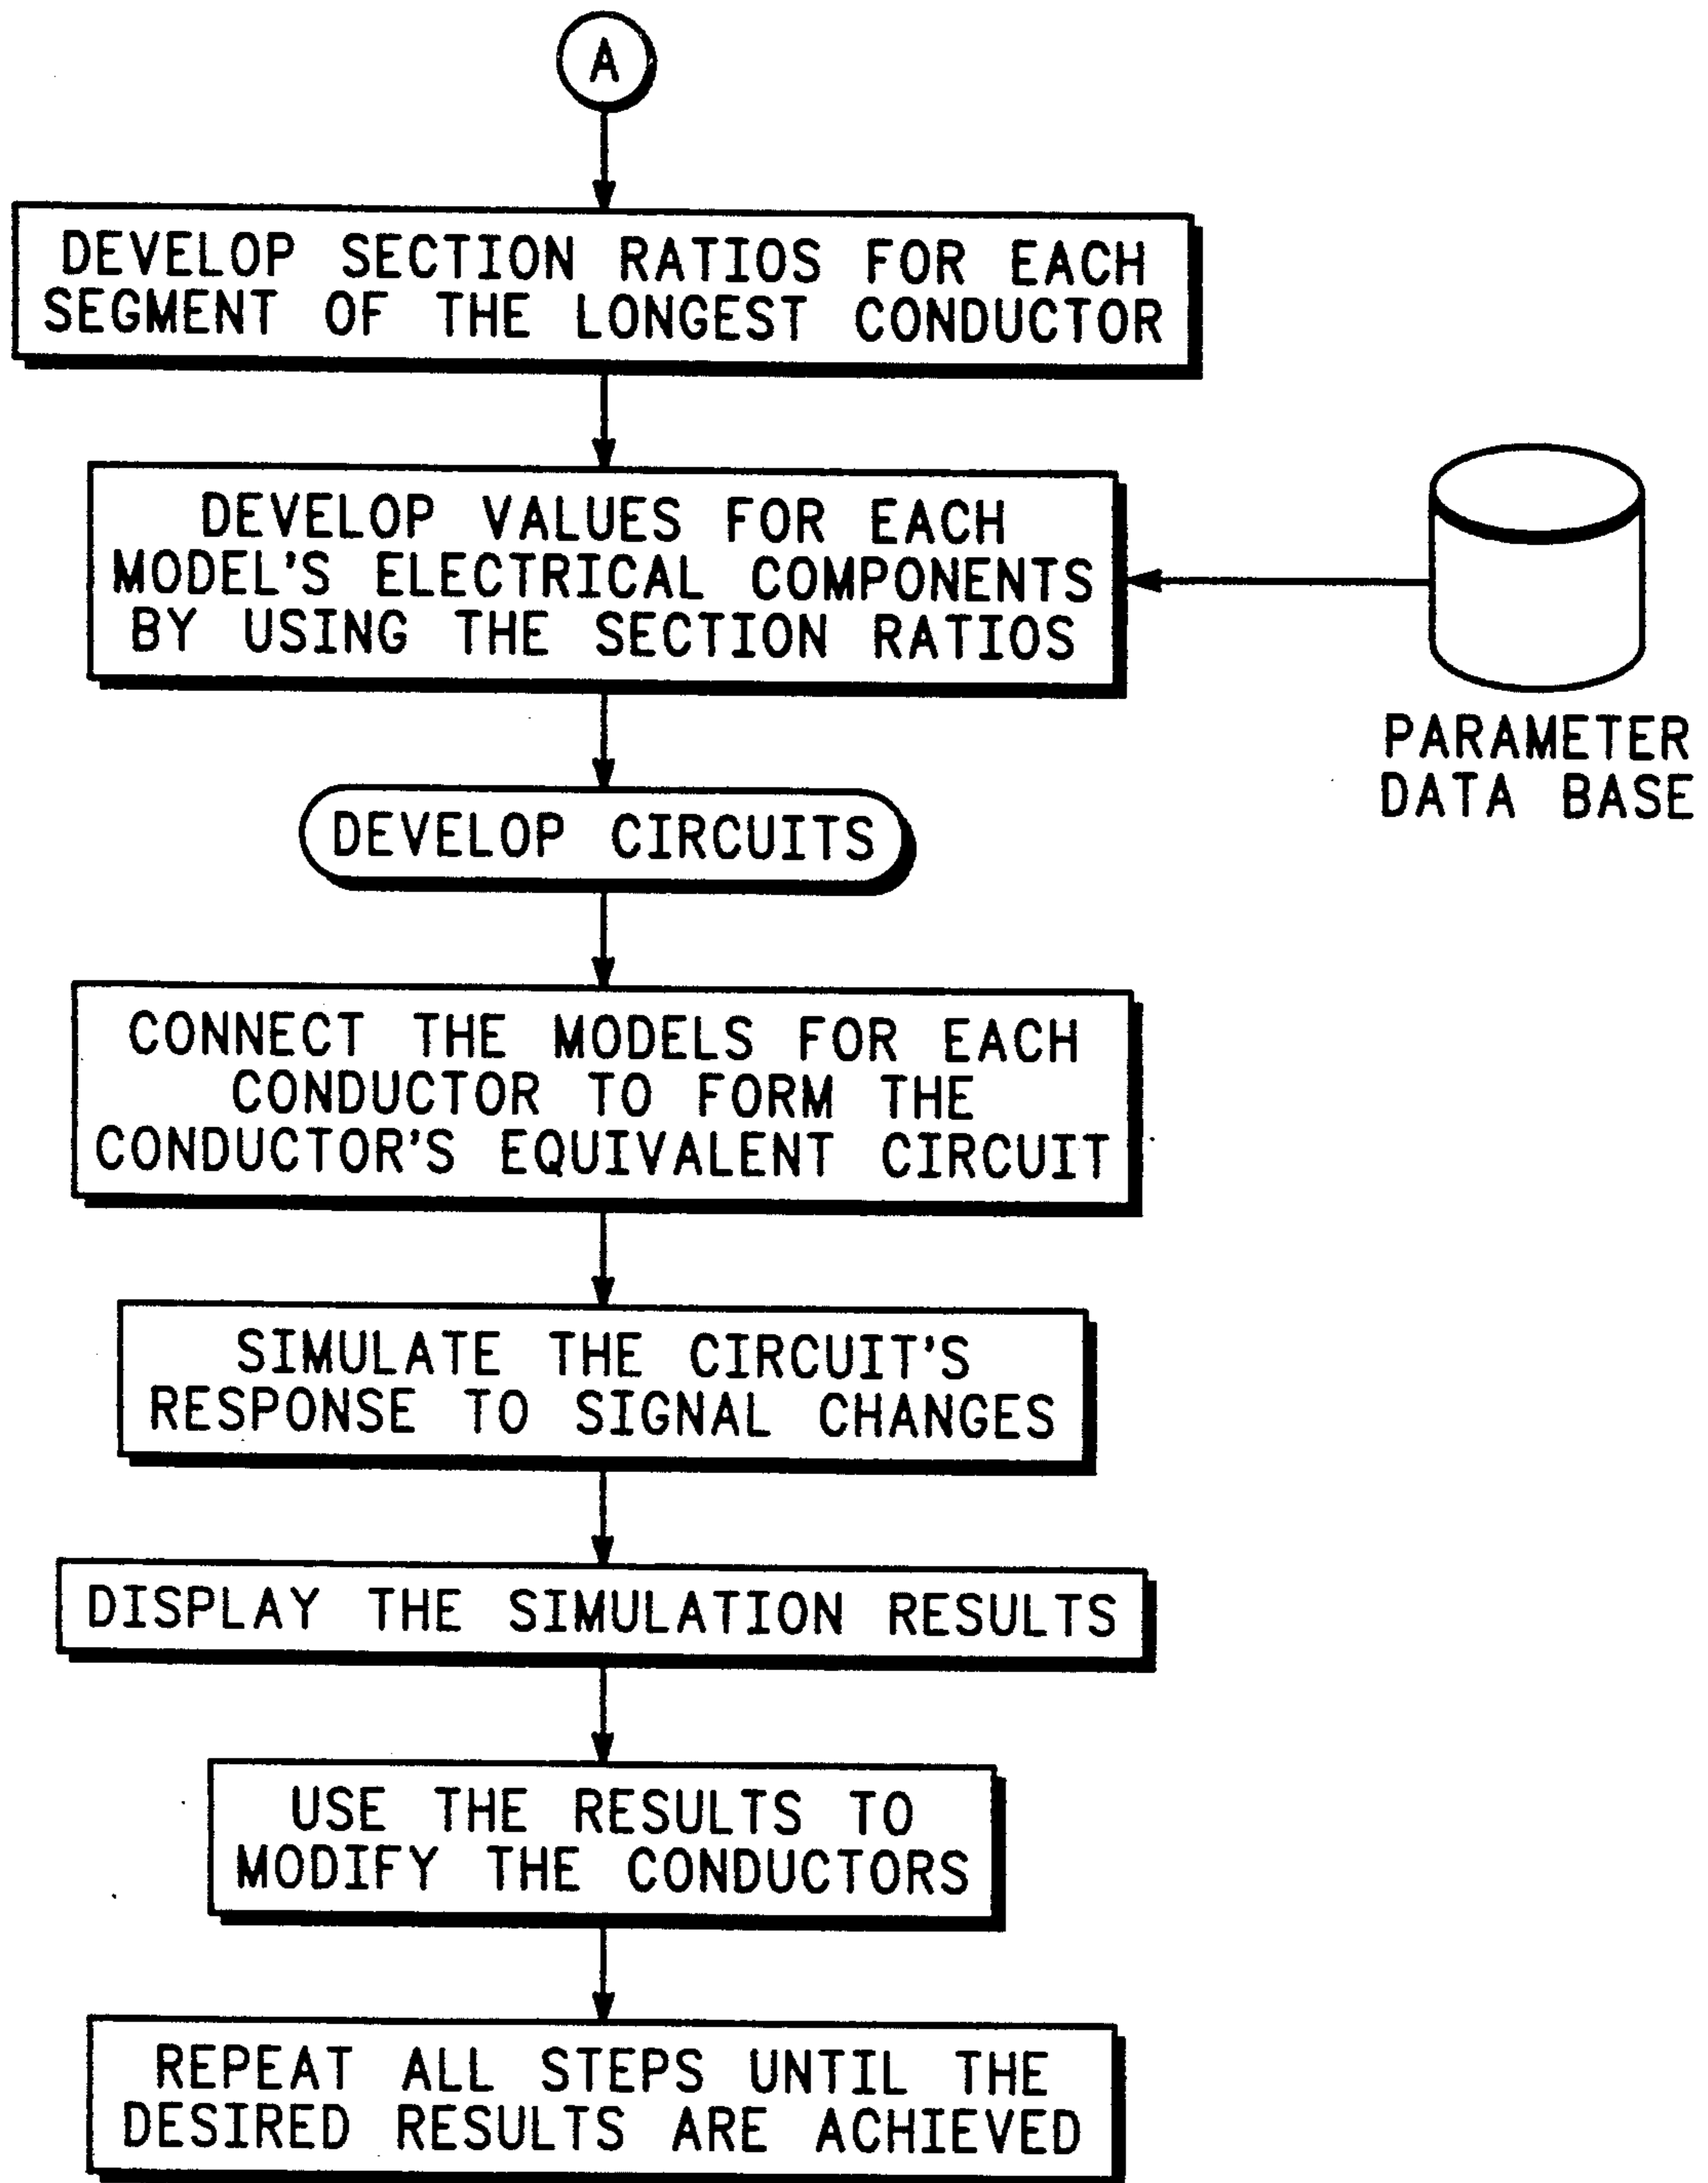 A
DEVELOP SECTION RATIOS FOR EACH
SEGMENT OF THE LONGEST CONDUCTOR
DEVELOP VALUES FOR EACH
MODEL'S ELECTRICAL COMPONENTS
BY USING THE SECTION RATIOS
PARAMETER
DATA BASE
DEVELOP CIRCUITS
CONNECT THE MODELS FOR EACH
CONDUCTOR TO FORM THE
CONDUCTOR'S EQUIVALENT CIRCUIT
SIMULATE THE CIRCUIT'S
RESPONSE TO SIGNAL CHANGES
DISPLAY THE SIMULATION RESULTS
USE THE RESULTS TO
MODIFY THE CONDUCTORS
REPEAT ALL STEPS UNTIL THE
DESIRED RESULTS ARE ACHIEVED